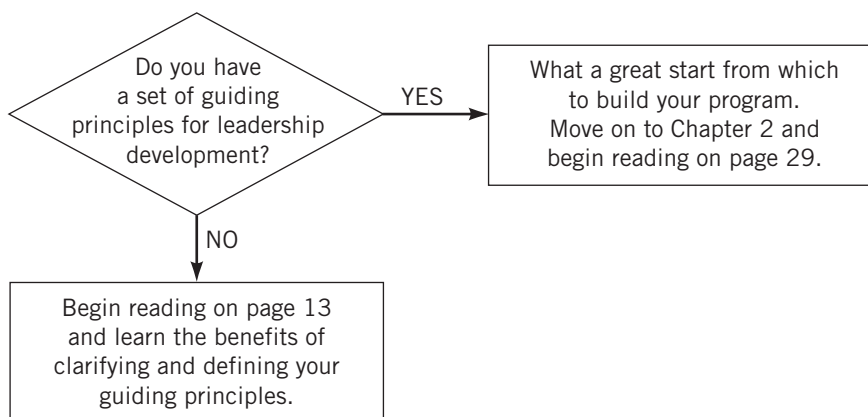 Do you have
a set of guiding
principles for leadership
development?
YES
What a great start from which
to build your program.
Move on to Chapter 2 and
begin reading on page 29.
NO
Begin reading on page 13
and learn the benefits of
clarifying and defining your
guiding principles.